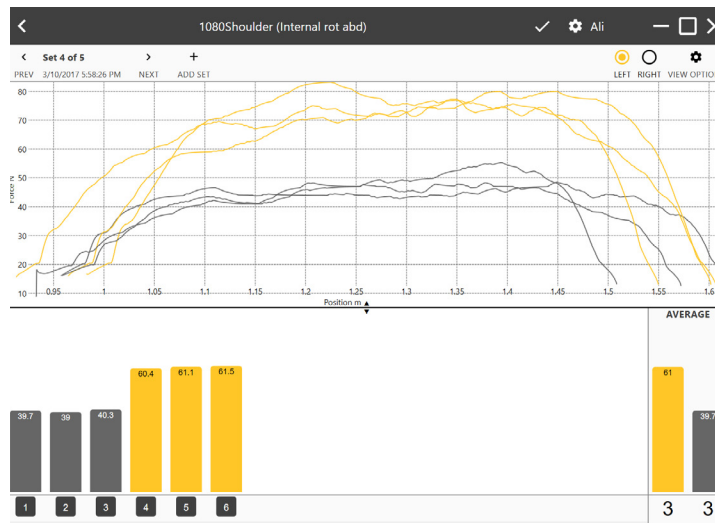 1080Shoulder (Internal rot abd)
Ali
Set 4 of 5
PREV 3/10/2017 5:58:26 PM NEXT ADD SET
LEFT RIGHT VIEW OPTIO
80
70
60
50
40
30
20
10
Force N
0.95 1 1.05 1.1 1.15 1.2 1.25 1.3 1.35 1.4 1.45 1.5 1.55 1.6
Position m
AVERAGE
39.7 39 40.3 60.4 61.1 61.5 61 39.7
1 2 3 4 5 6 3 3